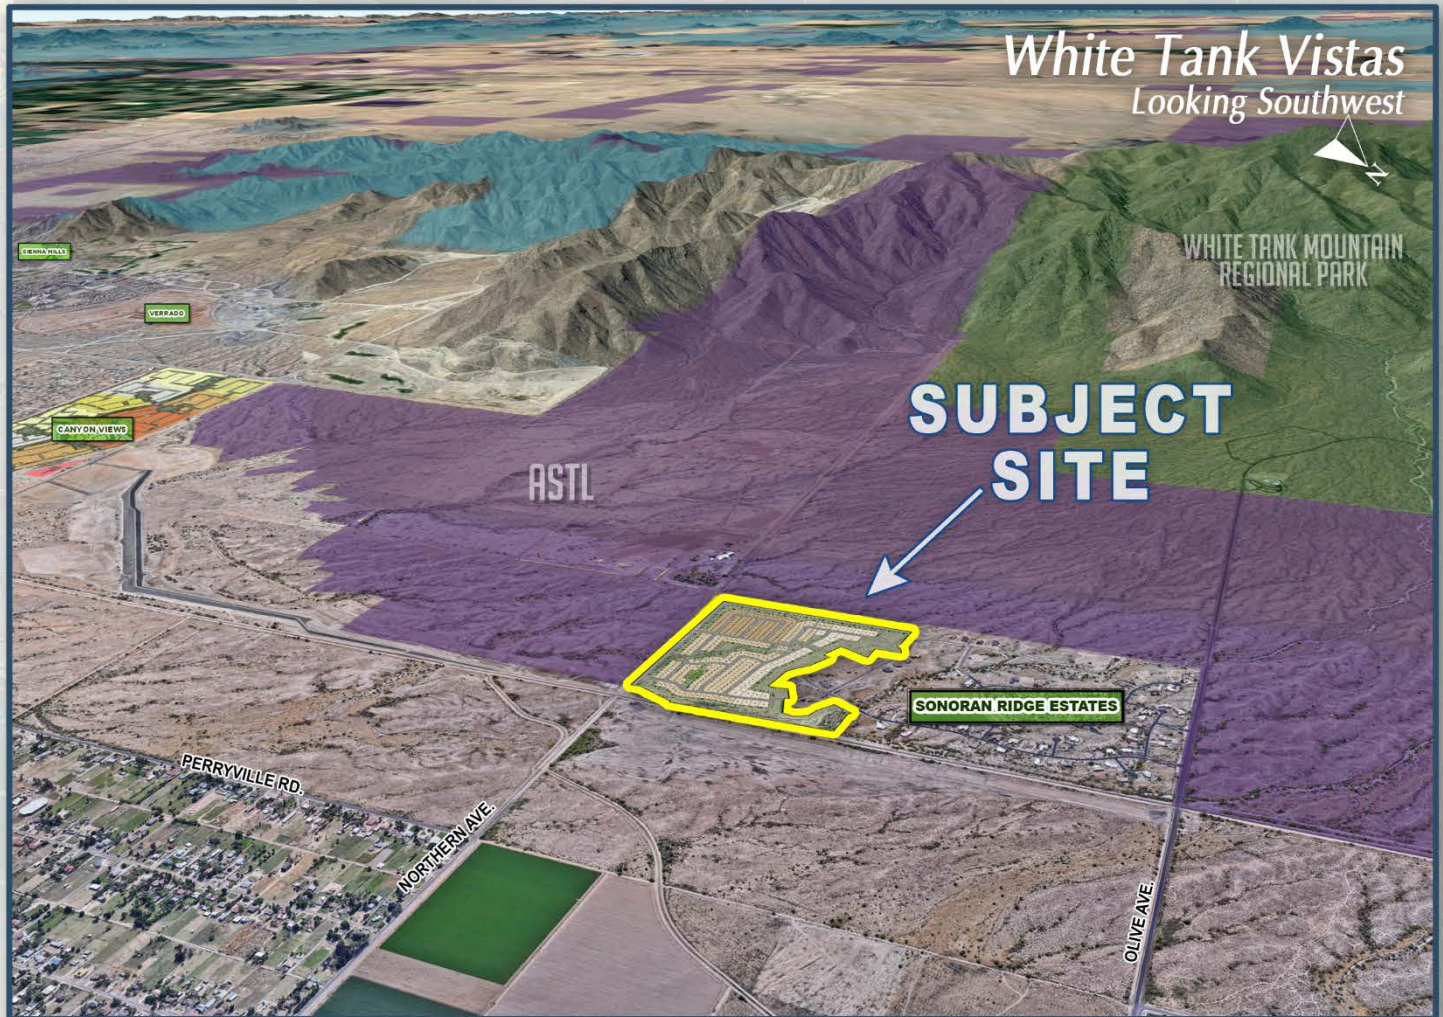 White Tank Vistas
Looking Southwest
N
WHITE TANK MOUNTAIN
REGIONAL PARK
SIENNA HILLS
VERRADO
CANYON VIEWS
SUBJECT
SITE
ASTL
SONORAN RIDGE ESTATES
PERRYVILLE RD.
NORTHERN AVE.
OLIVE AVE.